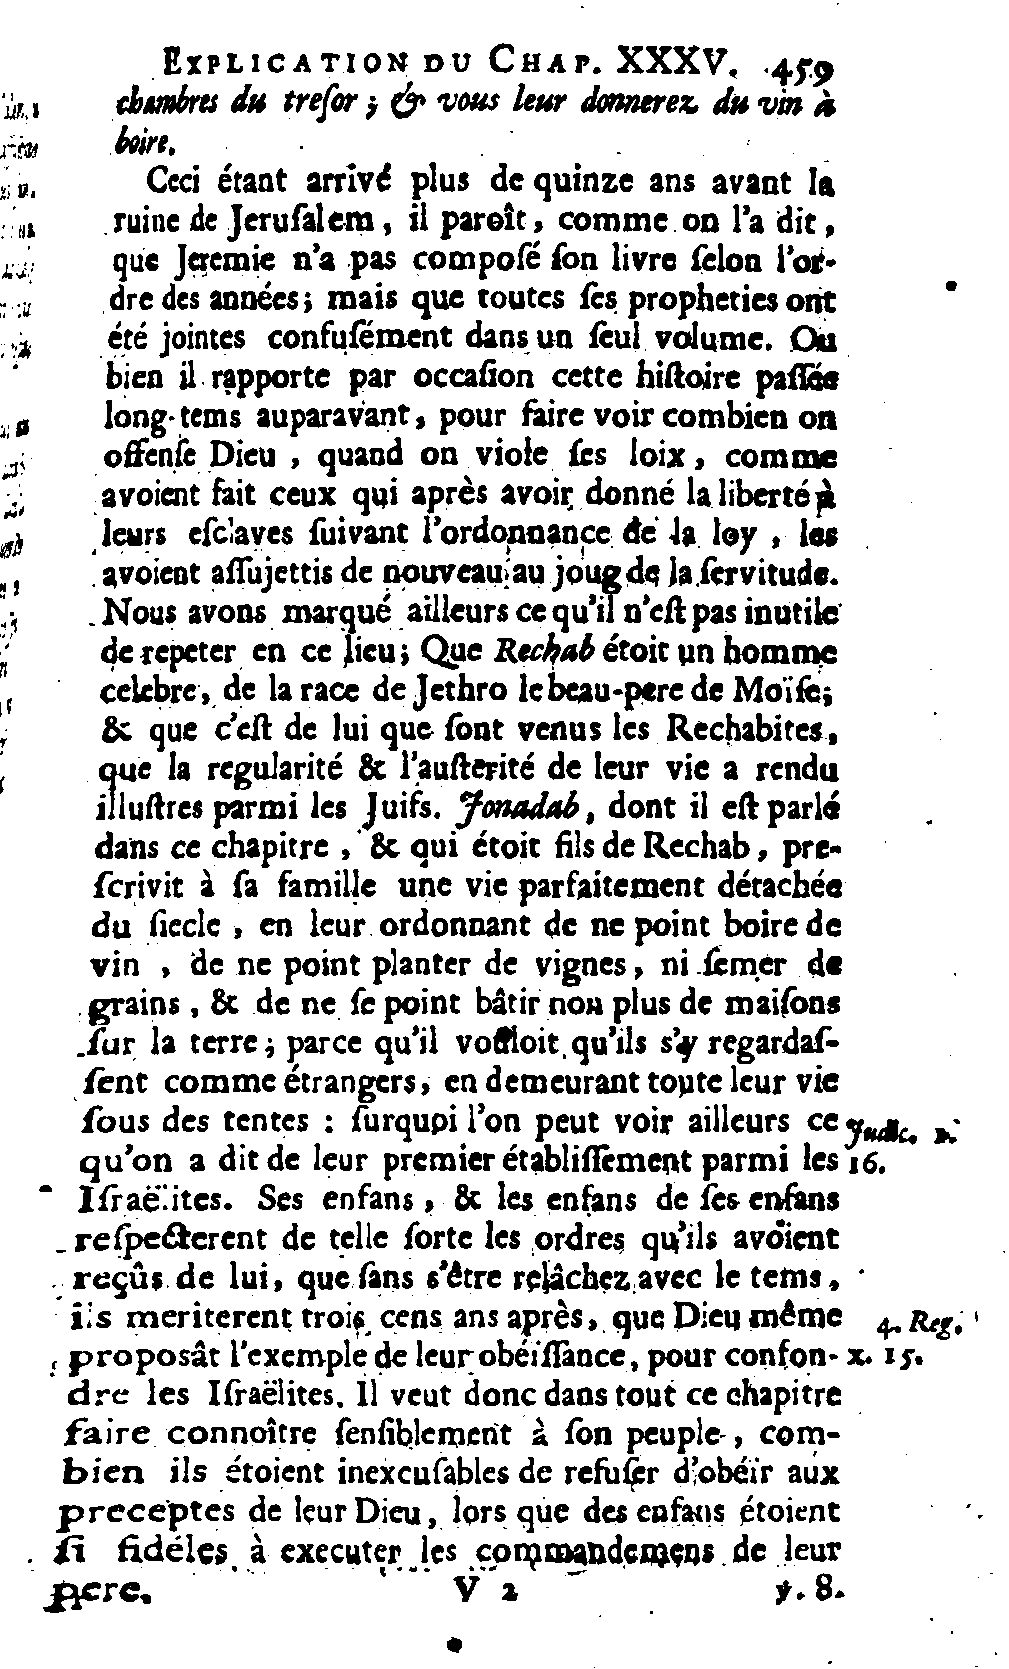 EXPLICATION DU CHAP. XXXV. 459
chambres du treſor ; & vous leur donnerez du vin à
boire.
Ceci étant arrivé plus de quinze ans avant la
ruine de Jeruſalem, il paroît, comme on l'a dit,
que Jeremie n'a pas compoſé ſon livre ſelon l'or-
dre des années; mais que toutes ſes propheties ont
été jointes confuſément dans un ſeul volume. Ou
bien il rapporte par occaſion cette hiſtoire paſſée
long-tems auparavant, pour faire voir combien on
offenſe Dieu , quand on viole ſes loix, comme
avoient fait ceux qui après avoir donné la liberté à
leurs eſclaves ſuivant l'ordonnance de la loy , les
avoient aſſujettis de nouveau au joug de la ſervitude.
Nous avons marqué ailleurs ce qu'il n'eſt pas inutile
de repeter en ce lieu; Que Rechab étoit un homme
celebre, de la race de Jethro le beau-pere de Moïſe;
& que c'eſt de lui que ſont venus les Rechabites,
que la regularité & l'auſterité de leur vie a rendu
illuſtres parmi les Juifs. Jonadab, dont il eſt parlé
dans ce chapitre , & qui étoit fils de Rechab, pre-
ſcrivit à ſa famille une vie parfaitement détachée
du ſiecle , en leur ordonnant de ne point boire de
vin , de ne point planter de vignes, ni ſemer de
grains , & de ne ſe point bâtir non plus de maiſons
ſur la terre; parce qu'il vouloit qu'ils s'y regardaſ-
ſent comme étrangers, en demeurant toute leur vie
ſous des tentes : ſurquoi l'on peut voir ailleurs ce Judic. 1.
qu'on a dit de leur premier établiſſement parmi les 16.
Iſraëlites. Ses enfans, & les enfans de ſes enfans
reſpecterent de telle ſorte les ordres qu'ils avoient
reçûs de lui, que ſans s'être relâchez avec le tems,
ils meriterent trois cens ans après, que Dieu même 4. Reg.
proposât l'exemple de leur obéïſſance, pour confon- x. 15.
dre les Iſraëlites. Il veut donc dans tout ce chapitre
faire connoître ſenſiblement à ſon peuple, com-
bien ils étoient inexcuſables de refuſer d'obéïr aux
preceptes de leur Dieu, lors que des enfans étoient
ſi fidéles à executer les commandemens de leur
pere. V 2 ℣. 8.